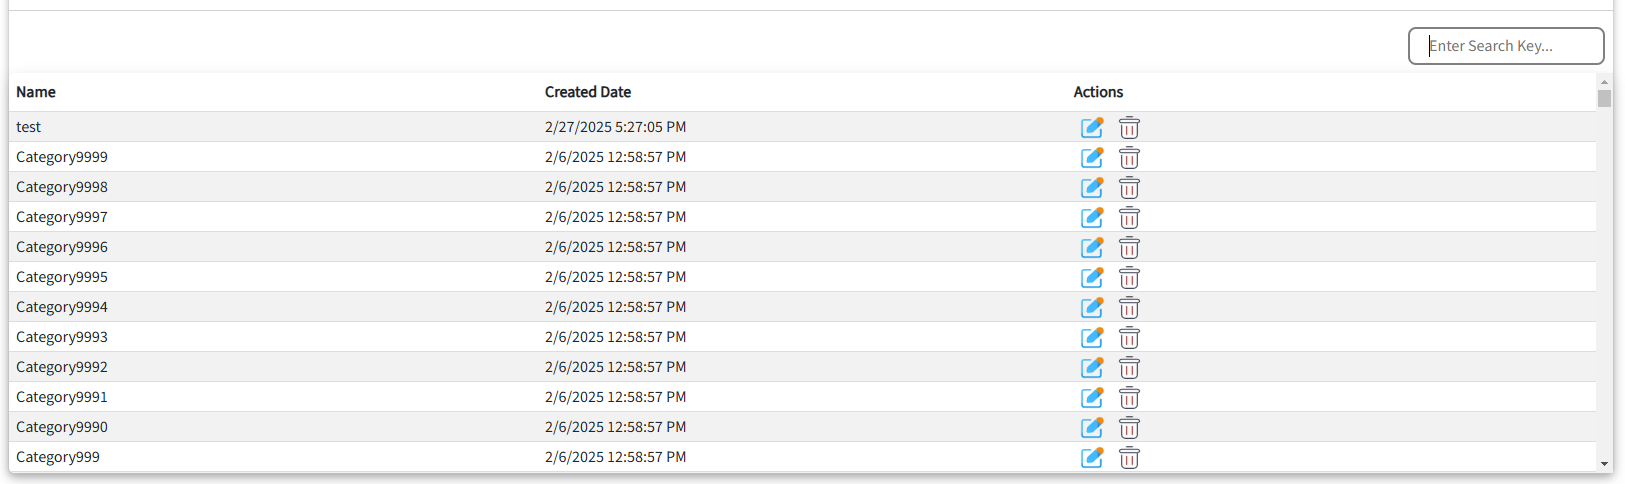 Enter Search Key...
Name Created Date Actions
test 2/27/2025 5:27:05 PM
Category9999 2/6/2025 12:58:57 PM
Category9998 2/6/2025 12:58:57 PM
Category9997 2/6/2025 12:58:57 PM
Category9996 2/6/2025 12:58:57 PM
Category9995 2/6/2025 12:58:57 PM
Category9994 2/6/2025 12:58:57 PM
Category9993 2/6/2025 12:58:57 PM
Category9992 2/6/2025 12:58:57 PM
Category9991 2/6/2025 12:58:57 PM
Category9990 2/6/2025 12:58:57 PM
Category999 2/6/2025 12:58:57 PM